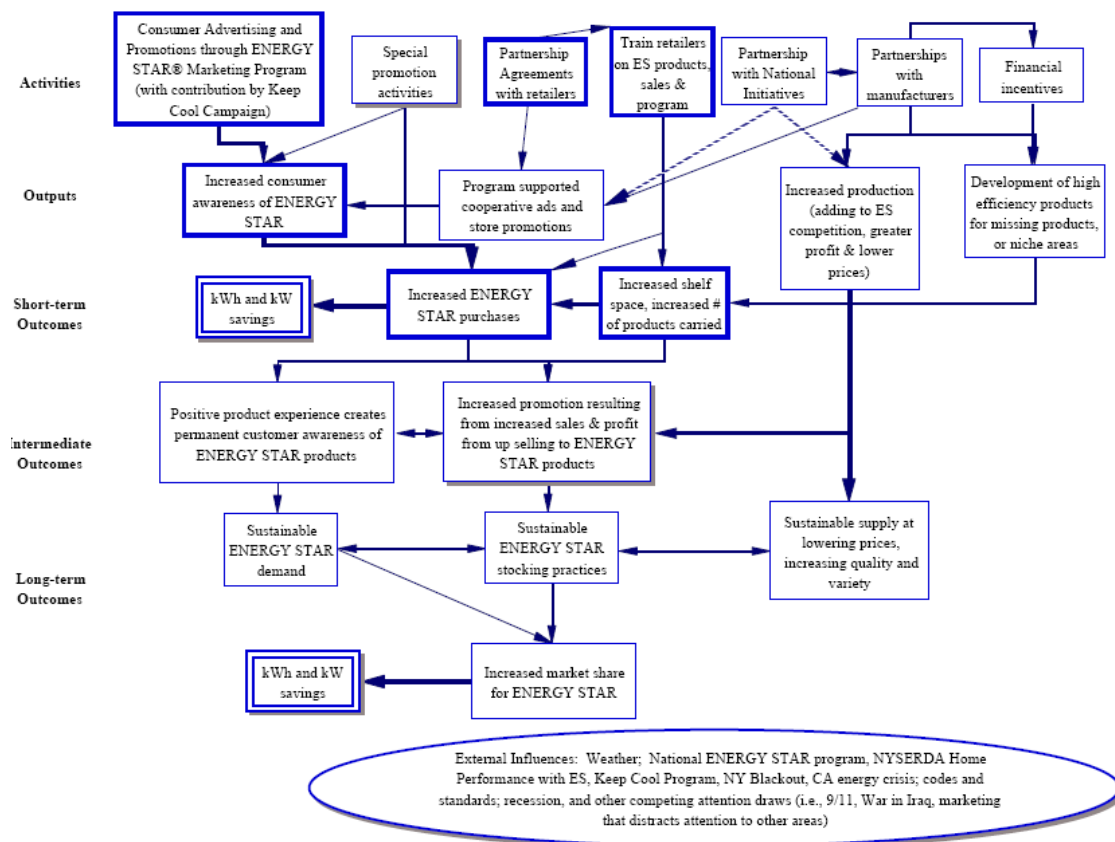 Consumer Advertising and
Promotions through ENERGY
STAR® Marketing Program
(with contribution by Keep
Cool Campaign)
Special
promotion
activities
Partnership
Agreements
with retailers
Train retailers
on ES products,
sales &
program
Partnership
with National
Initiatives
Partnerships
with
manufacturers
Financial
incentives
Activities
Outputs
Increased consumer
awareness of ENERGY
STAR
Program supported
cooperative ads and
store promotions
Increased production
(adding to ES
competition, greater
profit & lower
prices)
Development of high
efficiency products
for missing products,
or niche areas
Short-term
Outcomes
kWh and kW
savings
Increased ENERGY
STAR purchases
Increased shelf
space, increased #
of products carried
Intermediate
Outcomes
Positive product experience creates
permanent customer awareness of
ENERGY STAR products
Increased promotion resulting
from increased sales & profit
from up selling to ENERGY
STAR products
Long-term
Outcomes
Sustainable
ENERGY STAR
demand
Sustainable
ENERGY STAR
stocking practices
Sustainable supply at
lowering prices,
increasing quality and
variety
kWh and kW
savings
Increased market share
for ENERGY STAR
External Influences: Weather; National ENERGY STAR program, NYSERDA Home
Performance with ES, Keep Cool Program, NY Blackout, CA energy crisis; codes and
standards; recession, and other competing attention draws (i.e., 9/11, War in Iraq, marketing
that distracts attention to other areas)